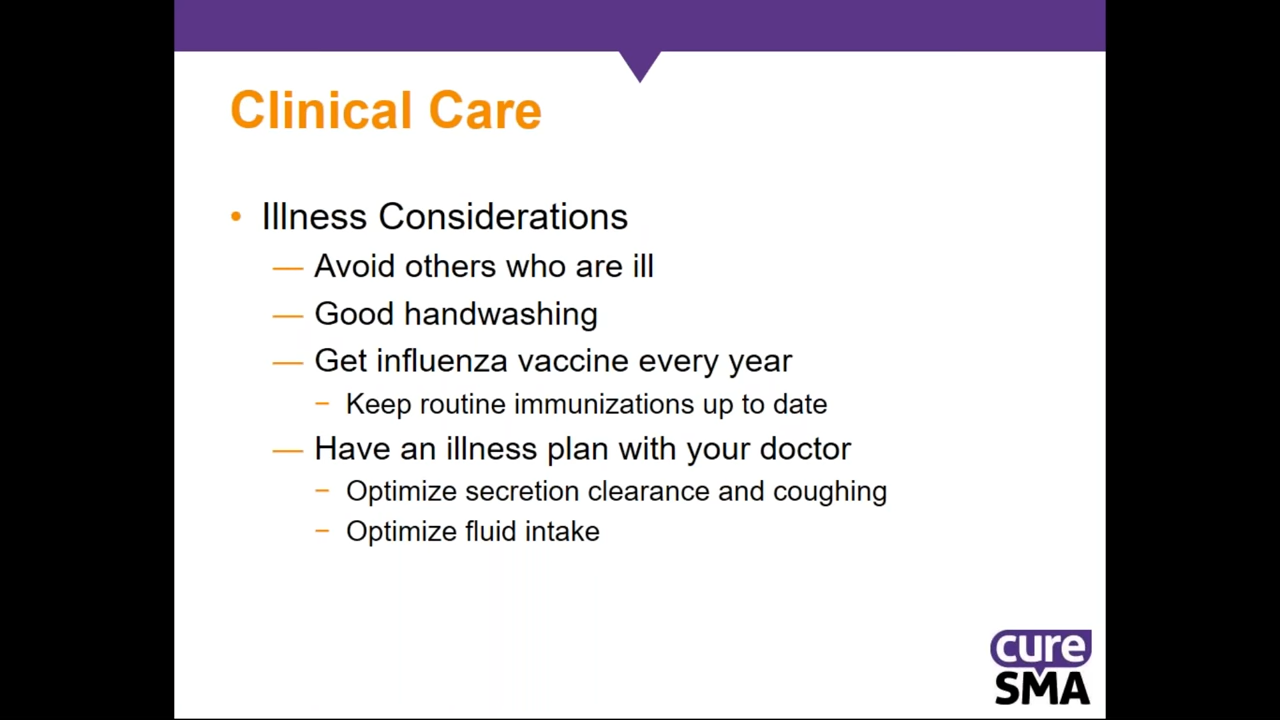 Clinical Care
• Illness Considerations
— Avoid others who are ill
— Good handwashing
— Get influenza vaccine every year
– Keep routine immunizations up to date
— Have an illness plan with your doctor
– Optimize secretion clearance and coughing
– Optimize fluid intake
cure
SMA